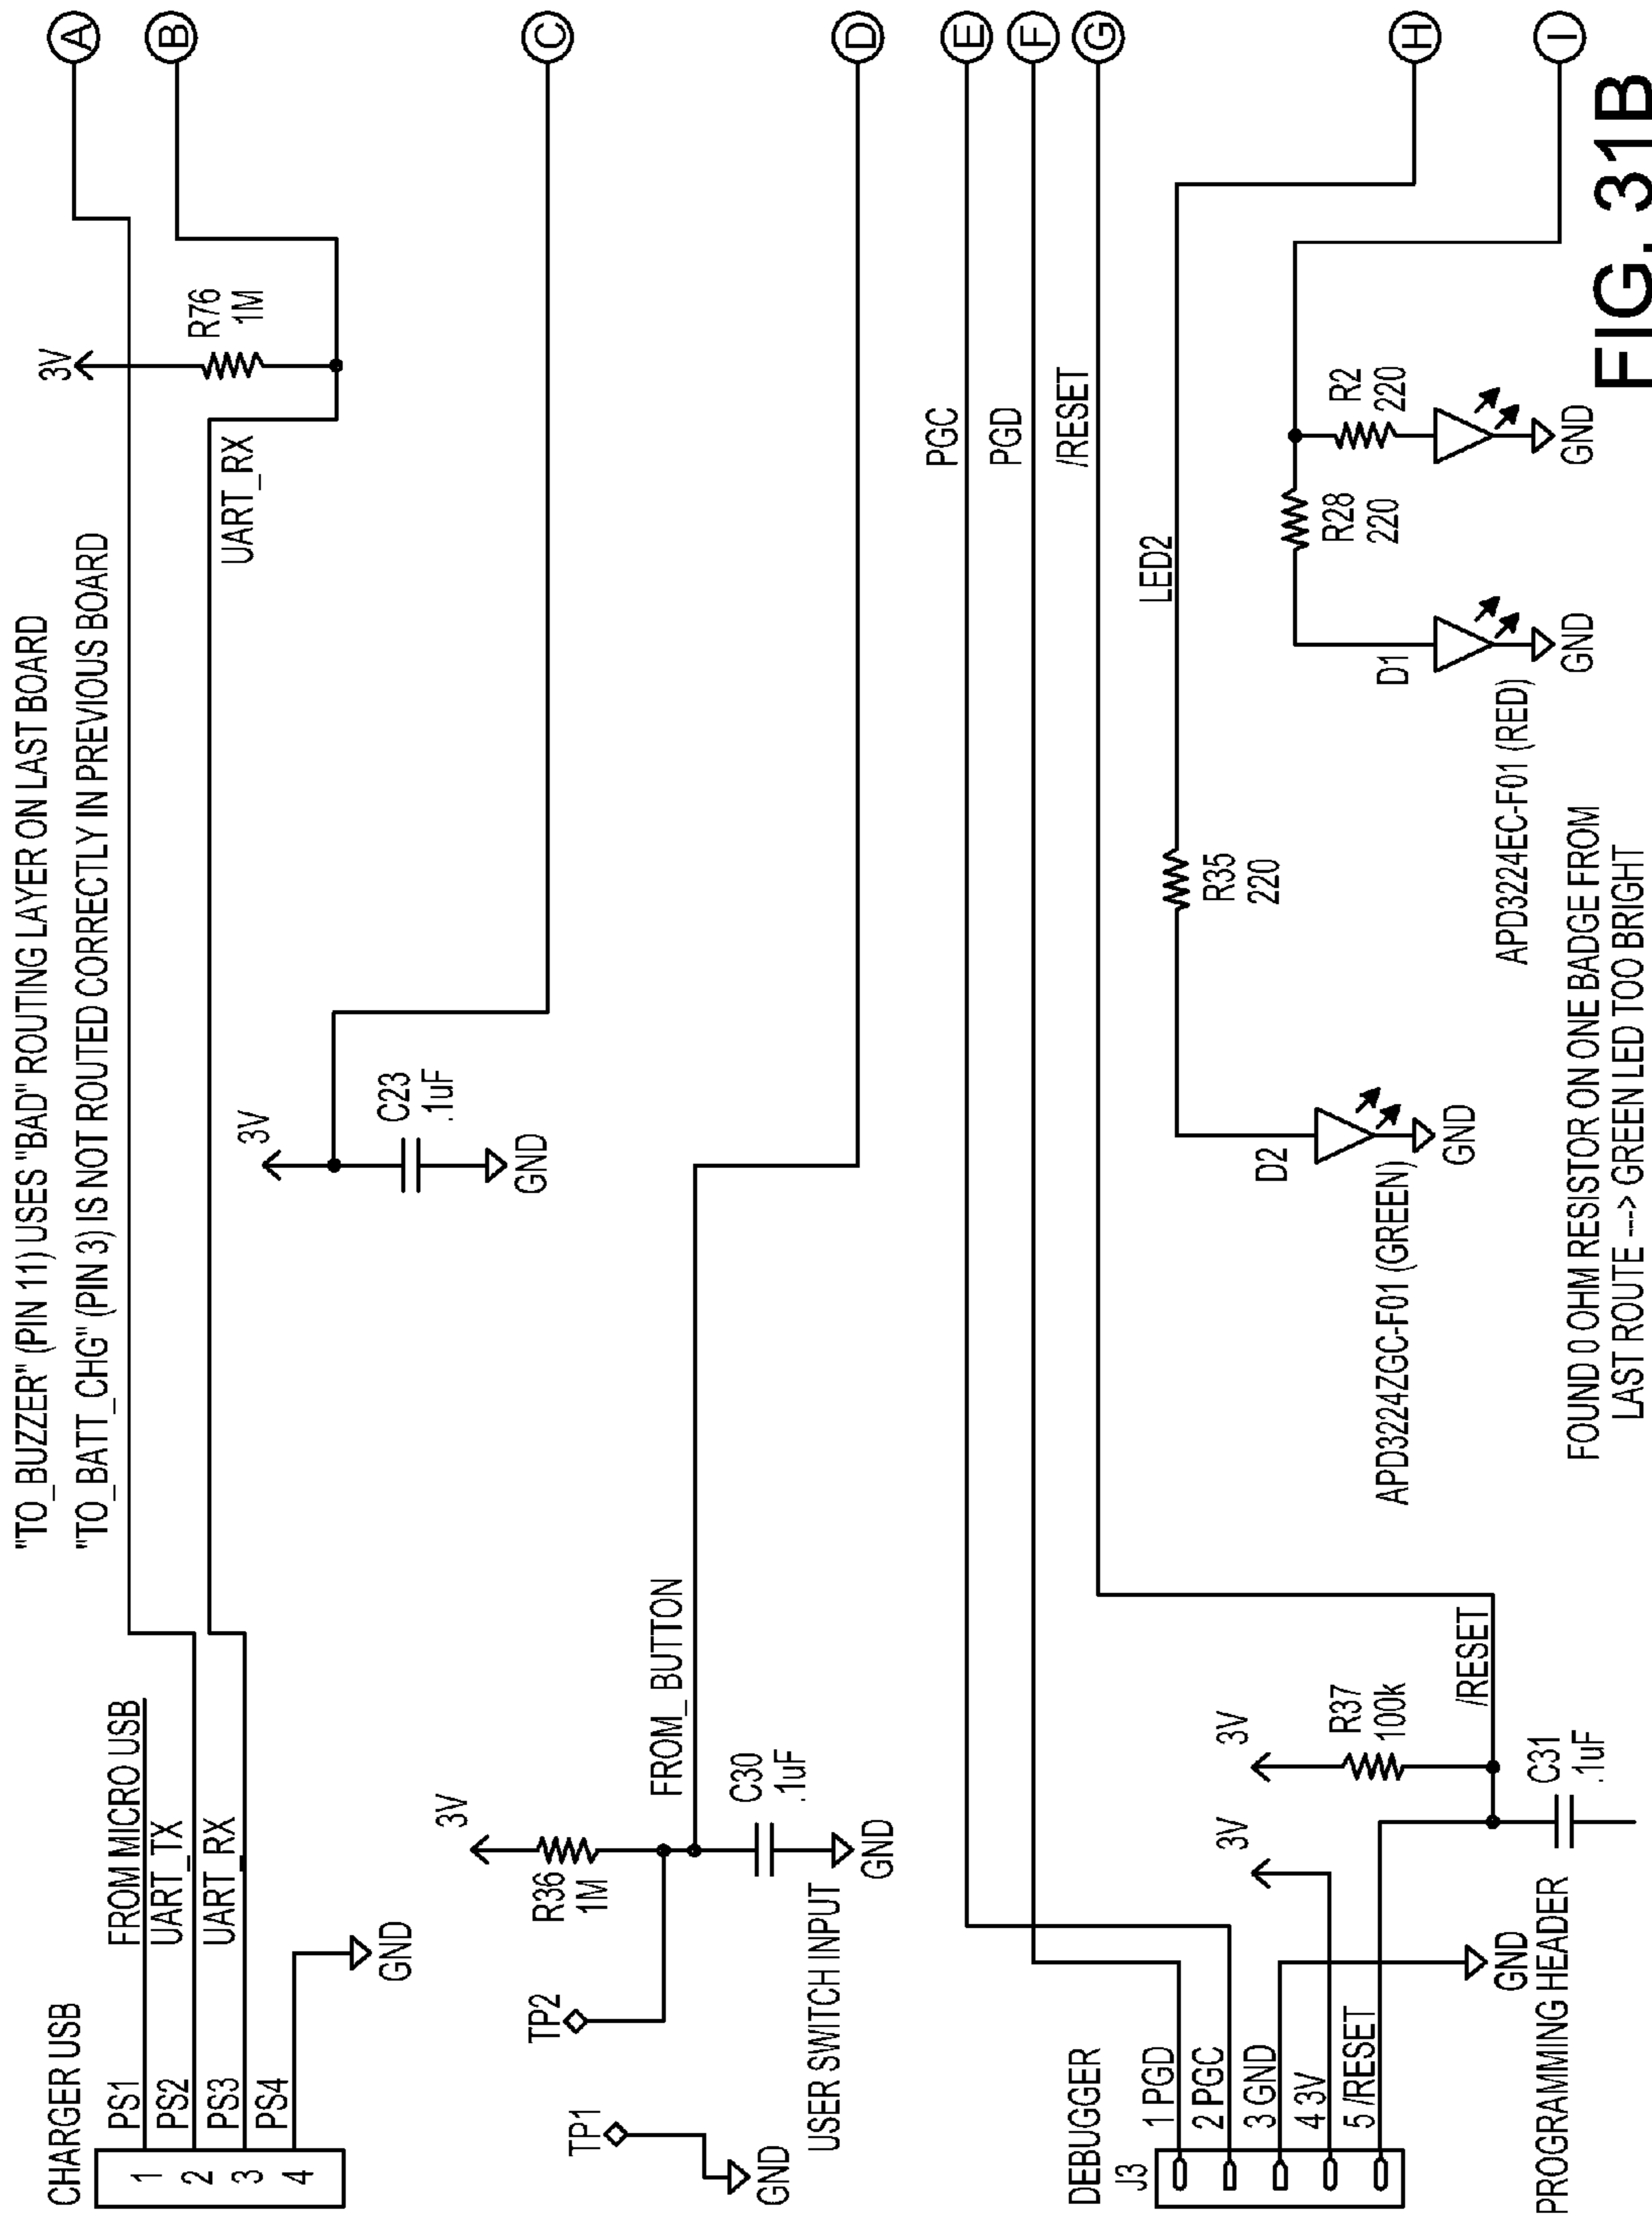 "TO_BUZZER" (PIN 11) USES "BAD" ROUTING LAYER ON LAST BOARD
"TO_BATT_CHG" (PIN 3) IS NOT ROUTED CORRECTLY IN PREVIOUS BOARD
CHARGER USB
1
2
3
4
PS1
PS2
PS3
PS4
FROM MICRO USB
UART_TX
UART_RX
GND
UART_RX
3V
R76
1M
A
B
3V
C23
.1uF
GND
C
TP1
GND
TP2
3V
R36
1M
FROM_BUTTON
C30
.1uF
GND
USER SWITCH INPUT
D
PGC
E
PGD
F
/RESET
G
DEBUGGER
J3
1 PGD
2 PGC
3 GND
4 3V
5 /RESET
GND
3V
3V
R37
100k
/RESET
C31
.1uF
PROGRAMMING HEADER
LED2
H
R35
220
D2
GND
APD3224ZGC-F01 (GREEN)
R28
220
R2
220
D1
GND
GND
APD3224EC-F01 (RED)
I
FOUND 0 OHM RESISTOR ON ONE BADGE FROM
LAST ROUTE ---> GREEN LED TOO BRIGHT
FIG. 31B